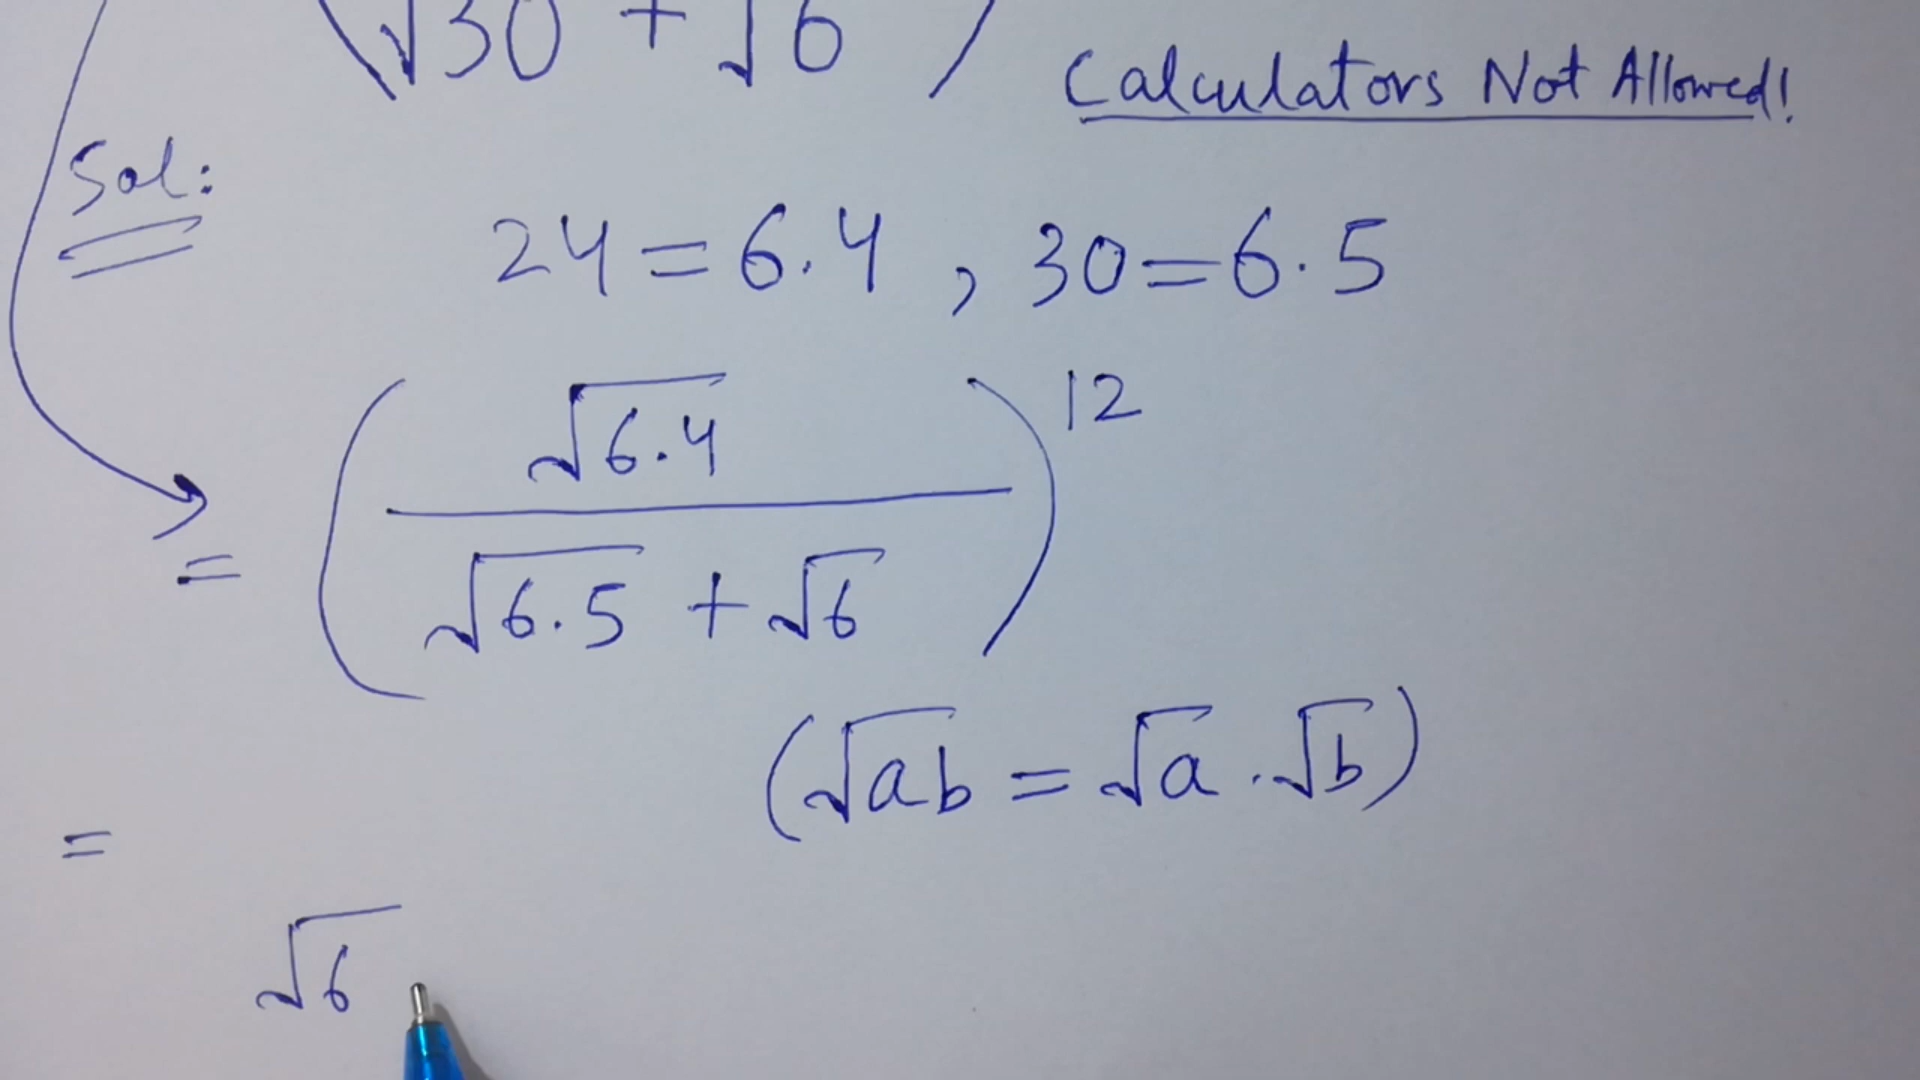 √30 + √6 )
Calculators Not Allowed!
Sol:
24 = 6.4 , 30 = 6.5
= ( √6.4 / √6.5 + √6 )^12
(√ab = √a . √b)
=
√6